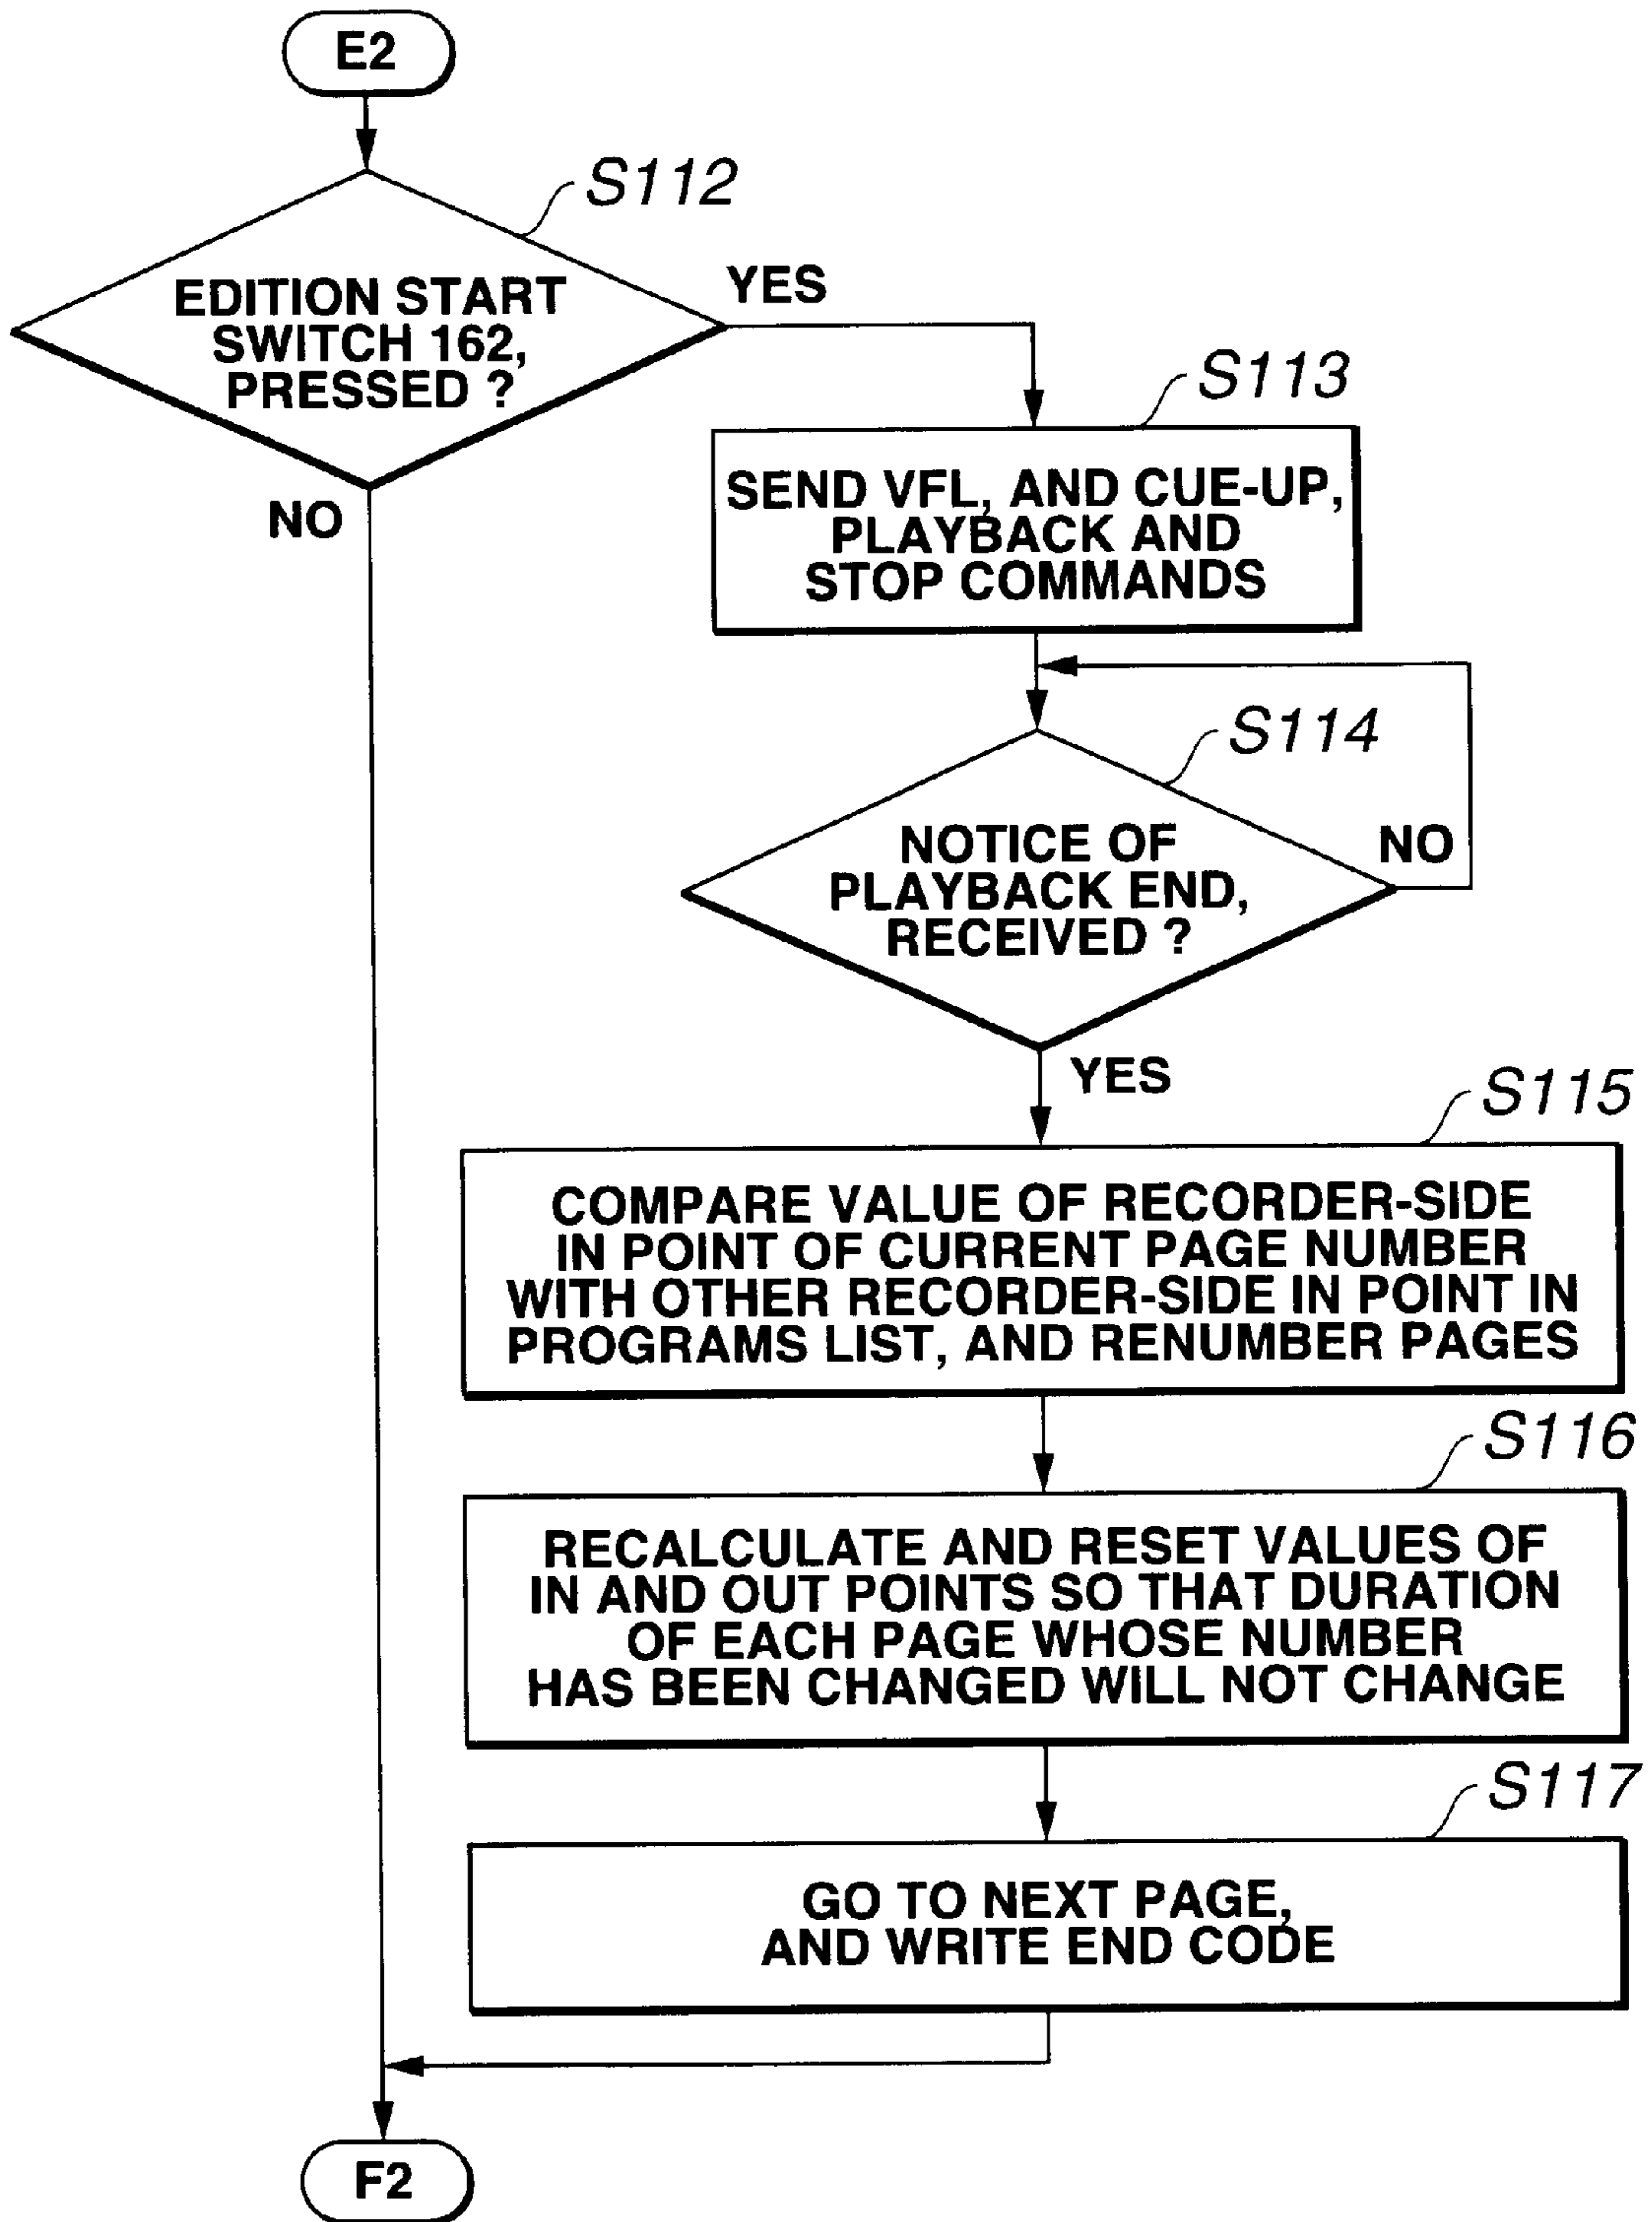 E2
S112
EDITION START
SWITCH 162,
PRESSED ?
YES
NO
S113
SEND VFL, AND CUE-UP,
PLAYBACK AND
STOP COMMANDS
S114
NOTICE OF
PLAYBACK END,
RECEIVED ?
NO
YES
S115
COMPARE VALUE OF RECORDER-SIDE
IN POINT OF CURRENT PAGE NUMBER
WITH OTHER RECORDER-SIDE IN POINT IN
PROGRAMS LIST, AND RENUMBER PAGES
S116
RECALCULATE AND RESET VALUES OF
IN AND OUT POINTS SO THAT DURATION
OF EACH PAGE WHOSE NUMBER
HAS BEEN CHANGED WILL NOT CHANGE
S117
GO TO NEXT PAGE,
AND WRITE END CODE
F2